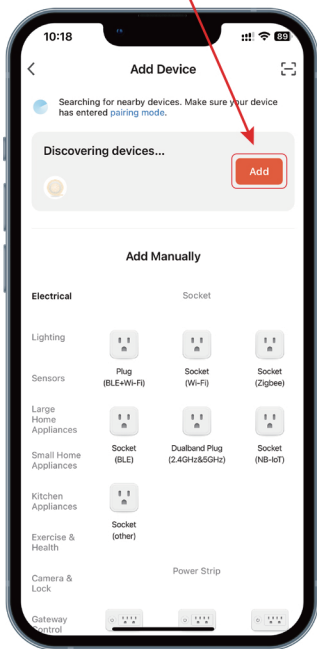 10:18
89
Add Device
Searching for nearby devices. Make sure your device
has entered pairing mode.
Discovering devices...
Add
Add Manually
Electrical
Socket
Lighting
Plug
(BLE+Wi-Fi)
Socket
(Wi-Fi)
Socket
(Zigbee)
Sensors
Large
Home
Appliances
Socket
(BLE)
Dualband Plug
(2.4GHz&5GHz)
Socket
(NB-IoT)
Small Home
Appliances
Kitchen
Appliances
Socket
(other)
Exercise &
Health
Power Strip
Camera &
Lock
Gateway
Control